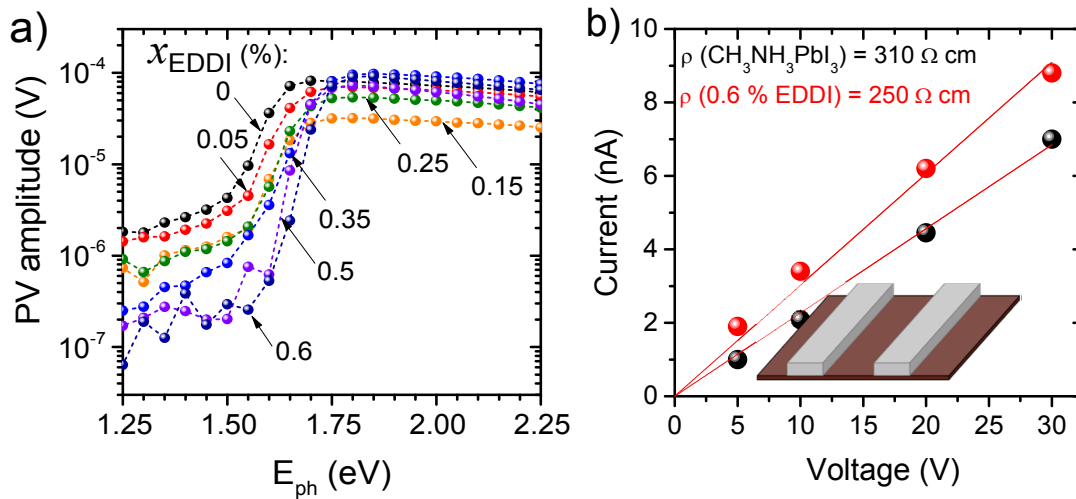 a)
x_EDDI (%):
0
0.05
0.25
0.15
0.35
0.5
0.6
10⁻⁴
10⁻⁵
10⁻⁶
10⁻⁷
PV amplitude (V)
1.25 1.50 1.75 2.00 2.25
E_ph (eV)
b)
ρ (CH₃NH₃PbI₃) = 310 Ω cm
ρ (0.6 % EDDI) = 250 Ω cm
10
8
6
4
2
0
Current (nA)
0 5 10 15 20 25 30
Voltage (V)